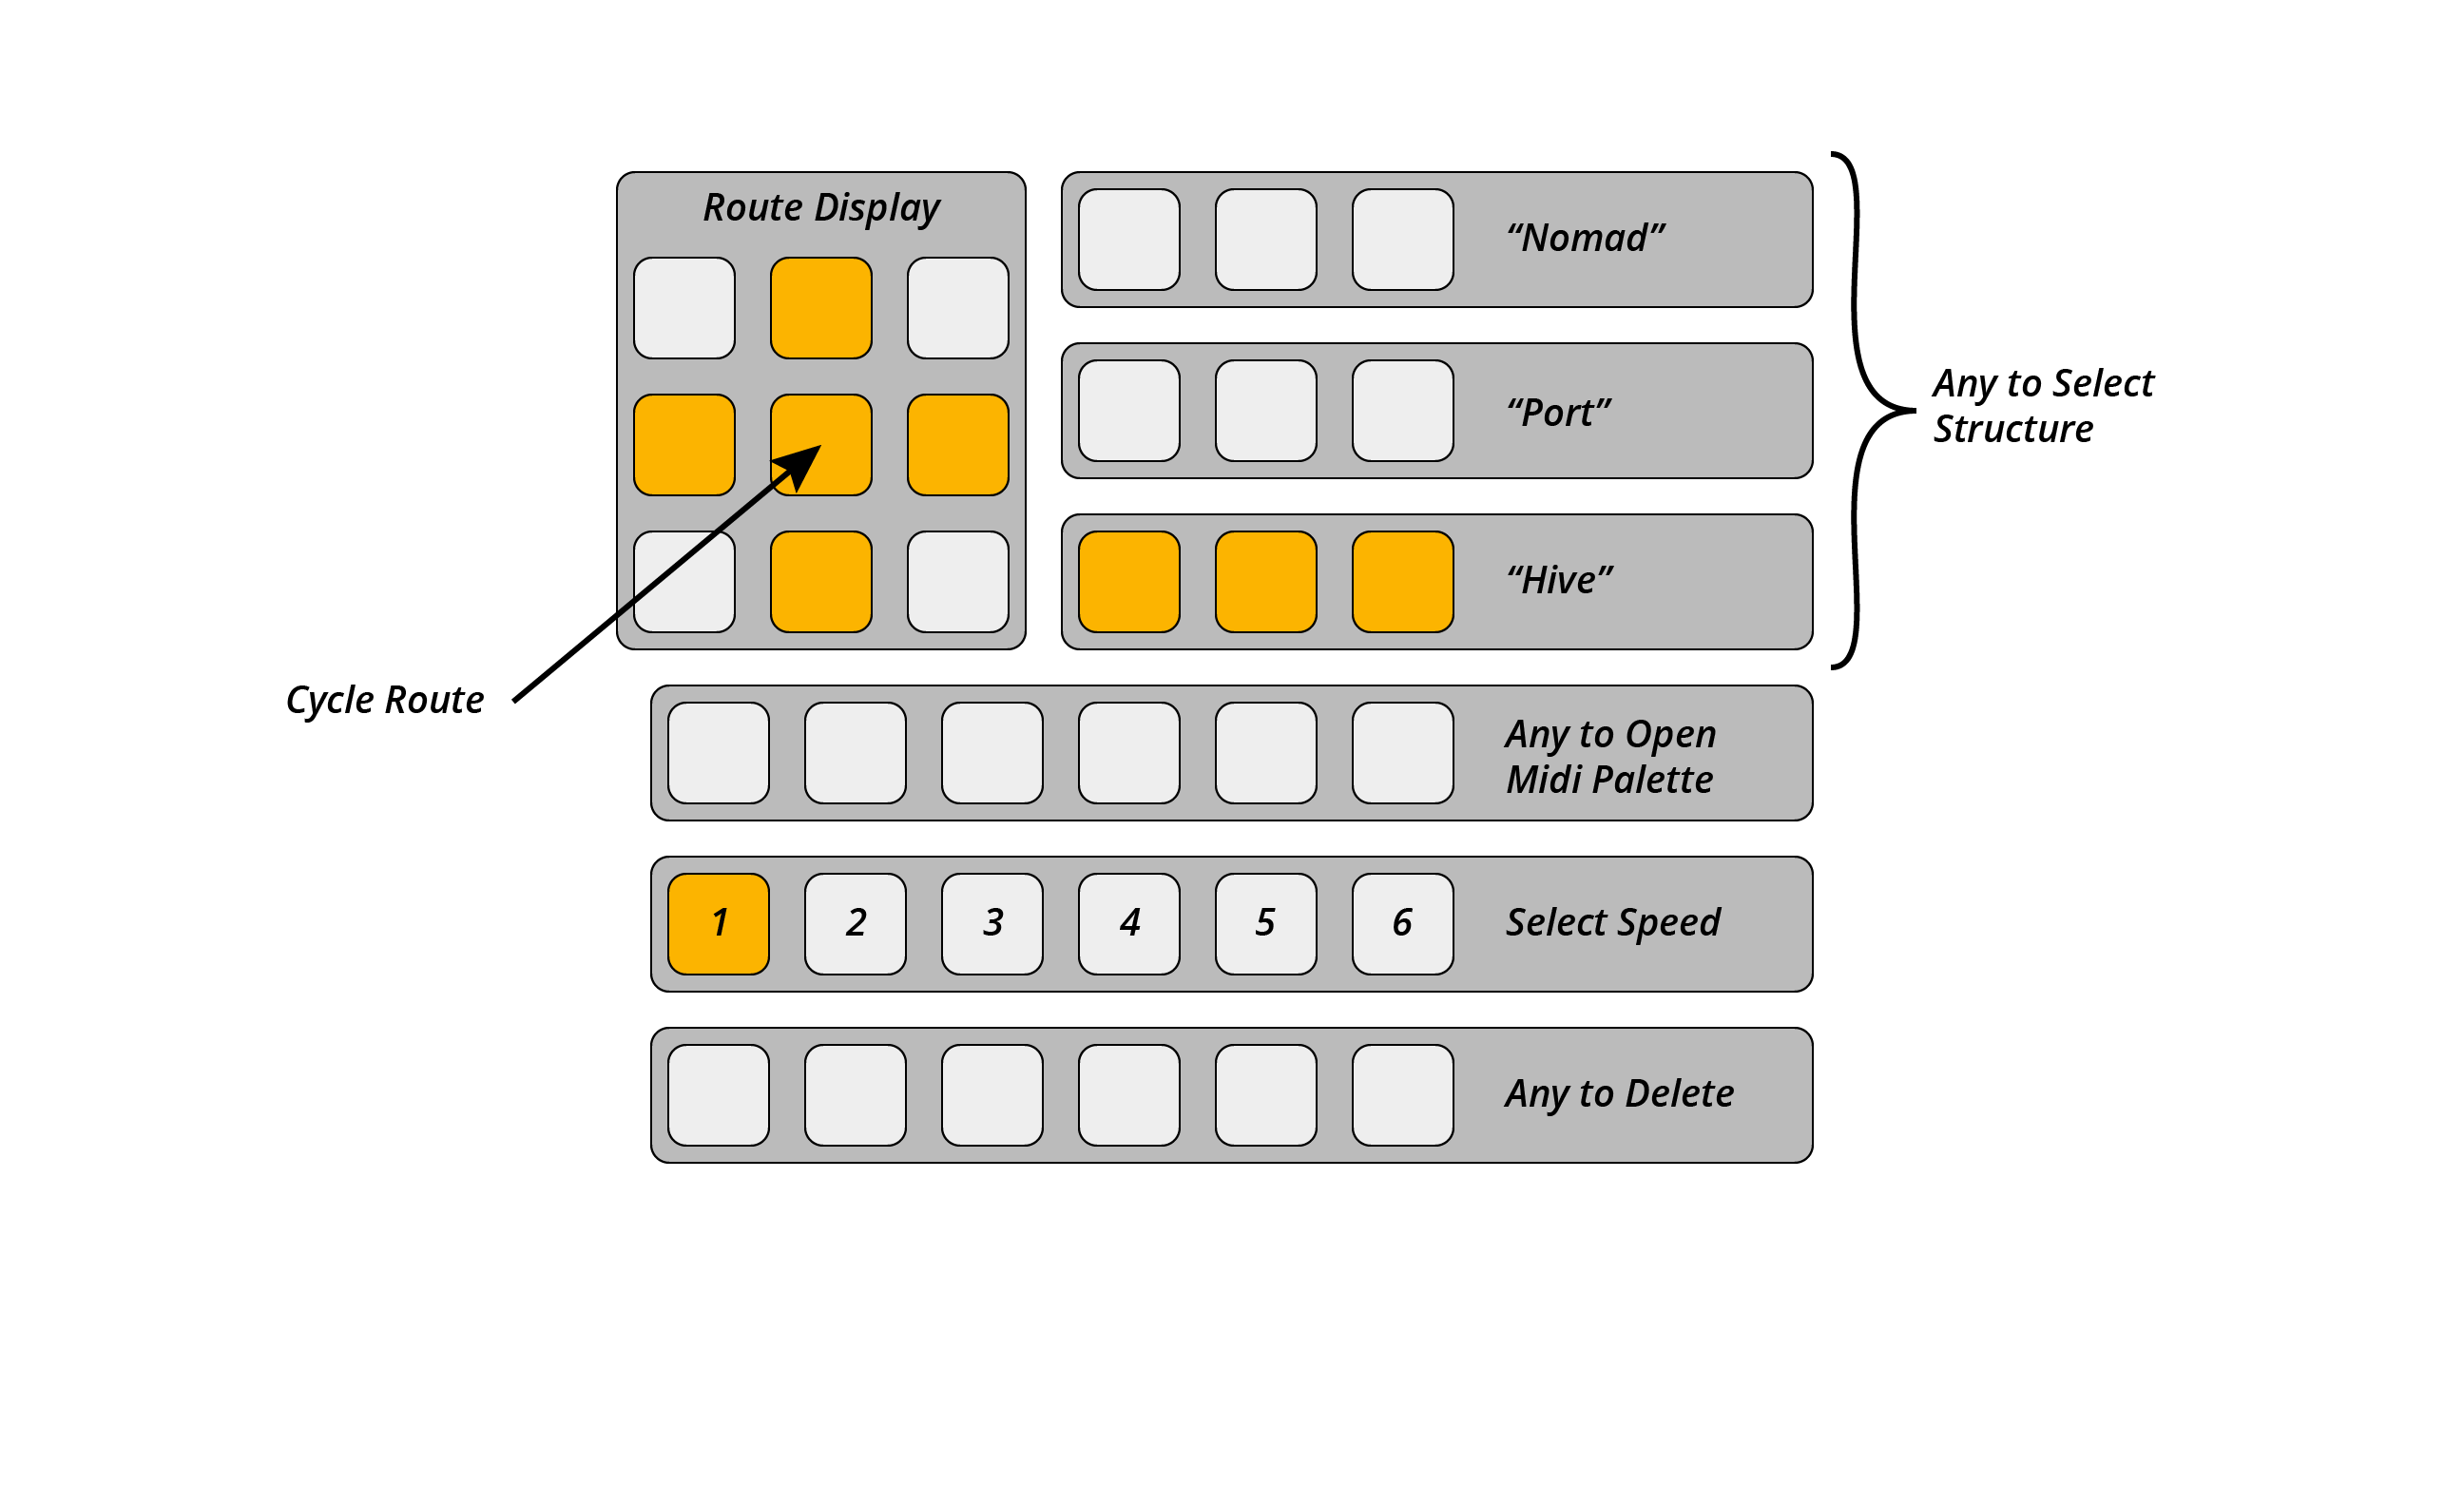 Route Display
“Nomad”
“Port”
“Hive”
Any to Select
Structure
Cycle Route
Any to Open
Midi Palette
1 2 3 4 5 6 Select Speed
Any to Delete